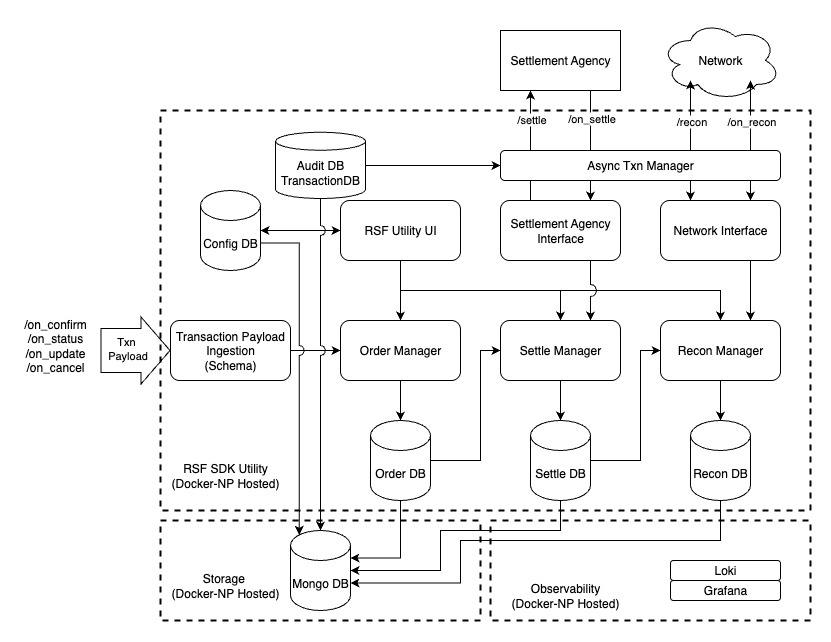 Settlement Agency
Network
/settle
/on_settle
/recon
/on_recon
Audit DB
TransactionDB
Async Txn Manager
Config DB
RSF Utility UI
Settlement Agency
Interface
Network Interface
/on_confirm
/on_status
/on_update
/on_cancel
Txn
Payload
Transaction Payload
Ingestion
(Schema)
Order Manager
Settle Manager
Recon Manager
Order DB
Settle DB
Recon DB
RSF SDK Utility
(Docker-NP Hosted)
Storage
(Docker-NP Hosted)
Mongo DB
Observability
(Docker-NP Hosted)
Loki
Grafana